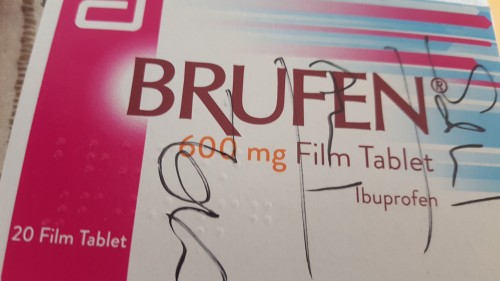 BRUFEN®
600 mg Film Tablet
Ibuprofen
20 Film Tablet